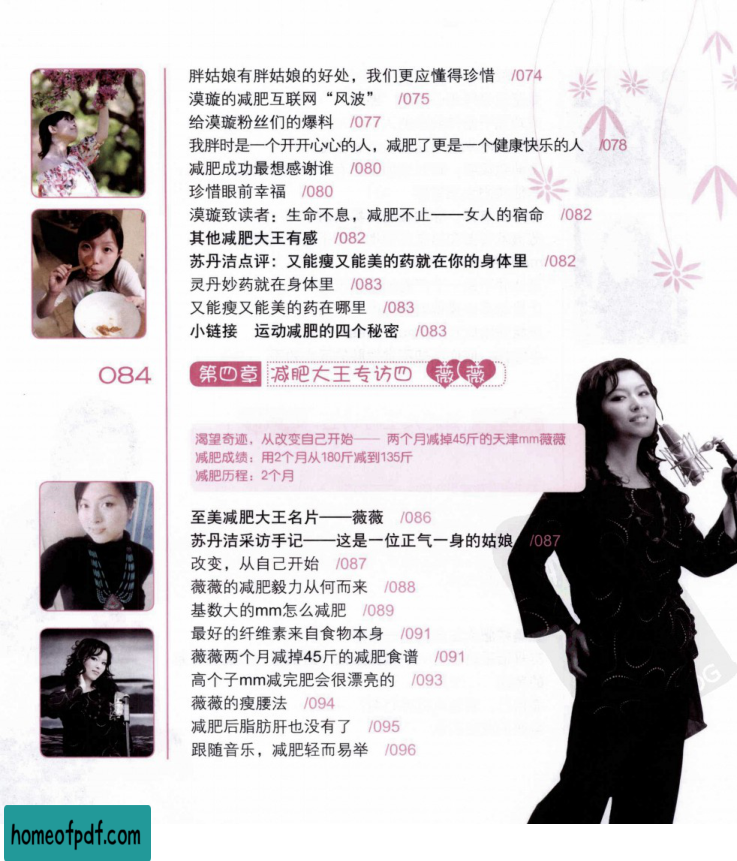 胖姑娘有胖姑娘的好处，我们更应懂得珍惜 /074
漠璇的减肥互联网“风波” /075
给漠璇粉丝们的爆料 /077
我胖时是一个开开心心的人，减肥了更是一个健康快乐的人 /078
减肥成功最想感谢谁 /080
珍惜眼前幸福 /080
漠璇致读者：生命不息，减肥不止——女人的宿命 /082
其他减肥大王有感 /082
苏丹洁点评：又能瘦又能美的药就在你的身体里 /082
灵丹妙药就在身体里 /083
又能瘦又能美的药在哪里 /083
小链接 运动减肥的四个秘密 /083
084 第四章 减肥大王专访四 薇薇
渴望奇迹，从改变自己开始—— 两个月减掉45斤的天津mm薇薇
减肥成绩：用2个月从180斤减到135斤
减肥历程：2个月
至美减肥大王名片——薇薇 /086
苏丹洁采访手记——这是一位正气一身的姑娘 /087
改变，从自己开始 /087
薇薇的减肥毅力从何而来 /088
基数大的mm怎么减肥 /089
最好的纤维素来自食物本身 /091
薇薇两个月减掉45斤的减肥食谱 /091
高个子mm减完肥会很漂亮的 /093
薇薇的瘦腰法 /094
减肥后脂肪肝也没有了 /095
跟随音乐，减肥轻而易举 /096
homeofpdf.com